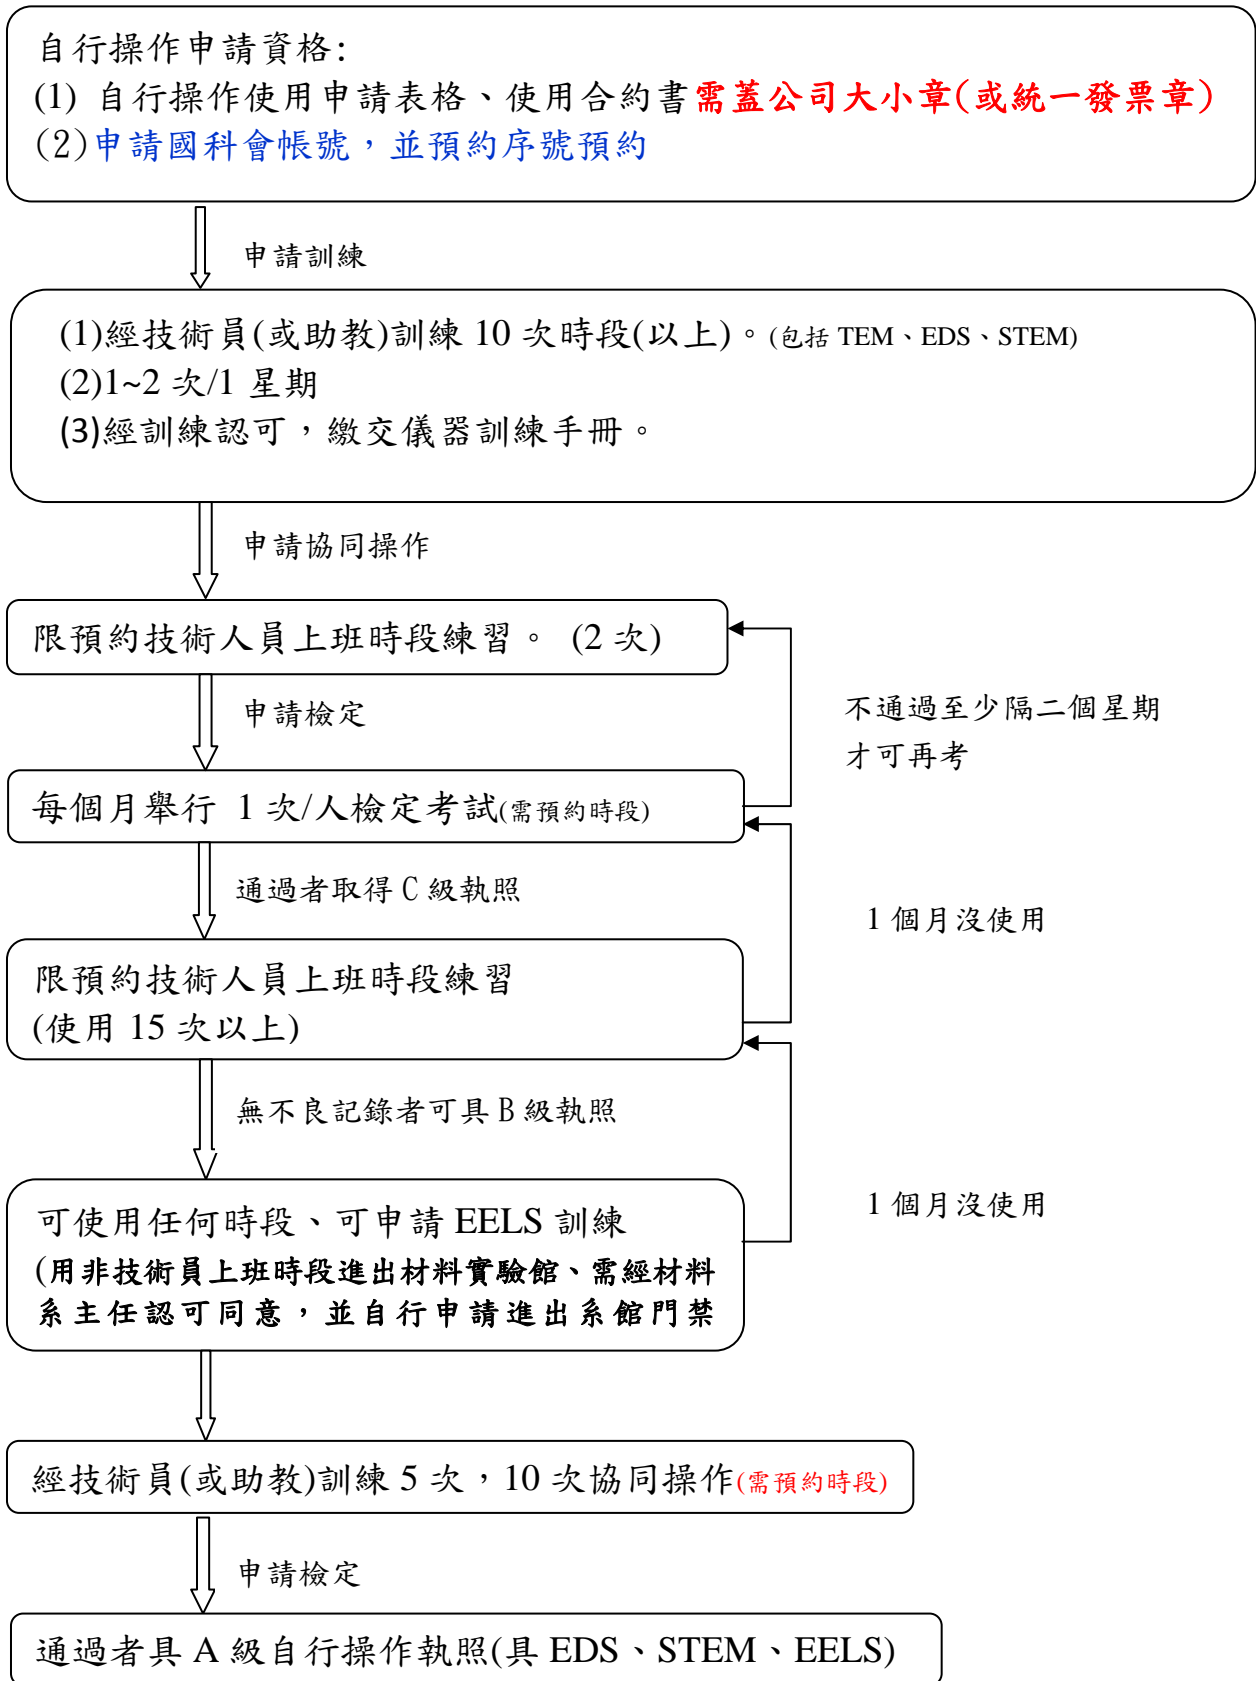 自行操作申請資格:
(1) 自行操作使用申請表格、使用合約書需蓋公司大小章(或統一發票章)
(2)申請國科會帳號，並預約序號預約
申請訓練
(1)經技術員(或助教)訓練 10 次時段(以上)。(包括 TEM、EDS、STEM)
(2)1~2 次/1 星期
(3)經訓練認可，繳交儀器訓練手冊。
申請協同操作
限預約技術人員上班時段練習。 (2 次)
申請檢定
不通過至少隔二個星期
才可再考
每個月舉行 1 次/人檢定考試(需預約時段)
通過者取得 C 級執照
1 個月沒使用
限預約技術人員上班時段練習
(使用 15 次以上)
無不良記錄者可具 B 級執照
1 個月沒使用
可使用任何時段、可申請 EELS 訓練
(用非技術員上班時段進出材料實驗館、需經材料
系主任認可同意，並自行申請進出系館門禁
經技術員(或助教)訓練 5 次，10 次協同操作(需預約時段)
申請檢定
通過者具 A 級自行操作執照(具 EDS、STEM、EELS)